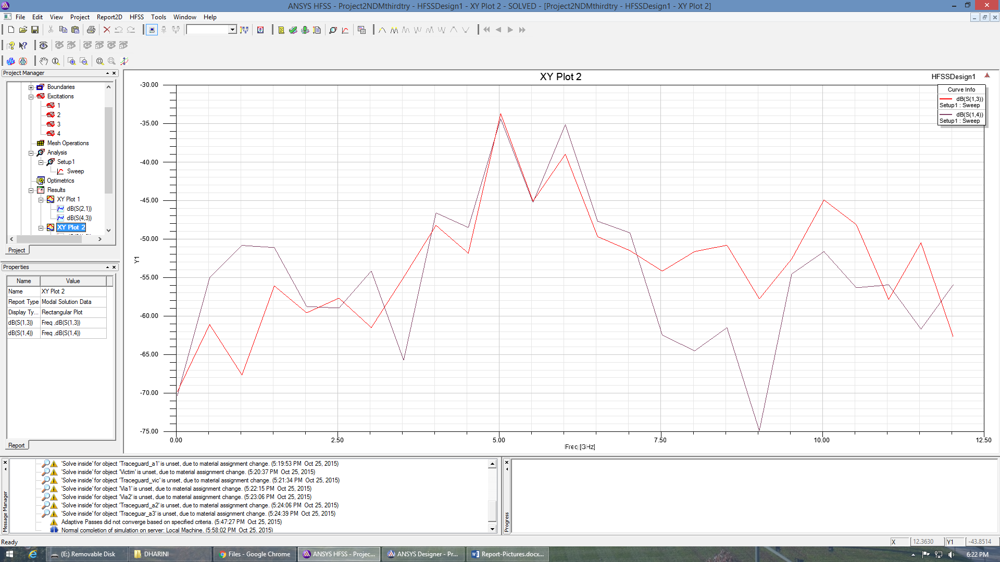 ANSYS HFSS - Project2NDMthirdtry - HFSSDesign1 - XY Plot 2 - SOLVED - [Project2NDMthirdtry - HFSSDesign1 - XY Plot 2]
File Edit View Project Report2D HFSS Tools Window Help
Project Manager
Boundaries
Excitations
1
2
3
4
Mesh Operations
Analysis
Setup1
Sweep
Optimetrics
Results
XY Plot 1
dB(S(2,1))
dB(S(4,3))
XY Plot 2
Project
Properties
Name Value
Name XY Plot 2
Report Type Modal Solution Data
Display Ty... Rectangular Plot
dB(S(1,3)) Freq ,dB(S(1,3))
dB(S(1,4)) Freq ,dB(S(1,4))
Report
XY Plot 2
HFSSDesign1
Curve Info
dB(S(1,3))
Setup1 : Sweep
dB(S(1,4))
Setup1 : Sweep
-30.00
-35.00
-40.00
-45.00
-50.00
-55.00
-60.00
-65.00
-70.00
-75.00
Y1
0.00 2.50 5.00 7.50 10.00 12.50
Freq [GHz]
Message Manager
'Solve inside' for object 'Traceguard_a1' is unset, due to material assignment change. (5:19:53 PM Oct 25, 2015)
'Solve inside' for object 'Victim' is unset, due to material assignment change. (5:20:37 PM Oct 25, 2015)
'Solve inside' for object 'Traceguard_vic' is unset, due to material assignment change. (5:21:34 PM Oct 25, 2015)
'Solve inside' for object 'Via1' is unset, due to material assignment change. (5:22:15 PM Oct 25, 2015)
'Solve inside' for object 'Via2' is unset, due to material assignment change. (5:23:06 PM Oct 25, 2015)
'Solve inside' for object 'Traceguard_a2' is unset, due to material assignment change. (5:24:06 PM Oct 25, 2015)
'Solve inside' for object 'Traceguar_a3' is unset, due to material assignment change. (5:24:39 PM Oct 25, 2015)
Adaptive Passes did not converge based on specified criteria. (5:47:27 PM Oct 25, 2015)
Normal completion of simulation on server: Local Machine. (5:58:02 PM Oct 25, 2015)
Progress
Ready
X 12.3630 Y1 -43.8514
(E:) Removable Disk DHARINI Files - Google Chrome ANSYS HFSS - Projec... ANSYS Designer - Pr... Report-Pictures.docx...
6:22 PM